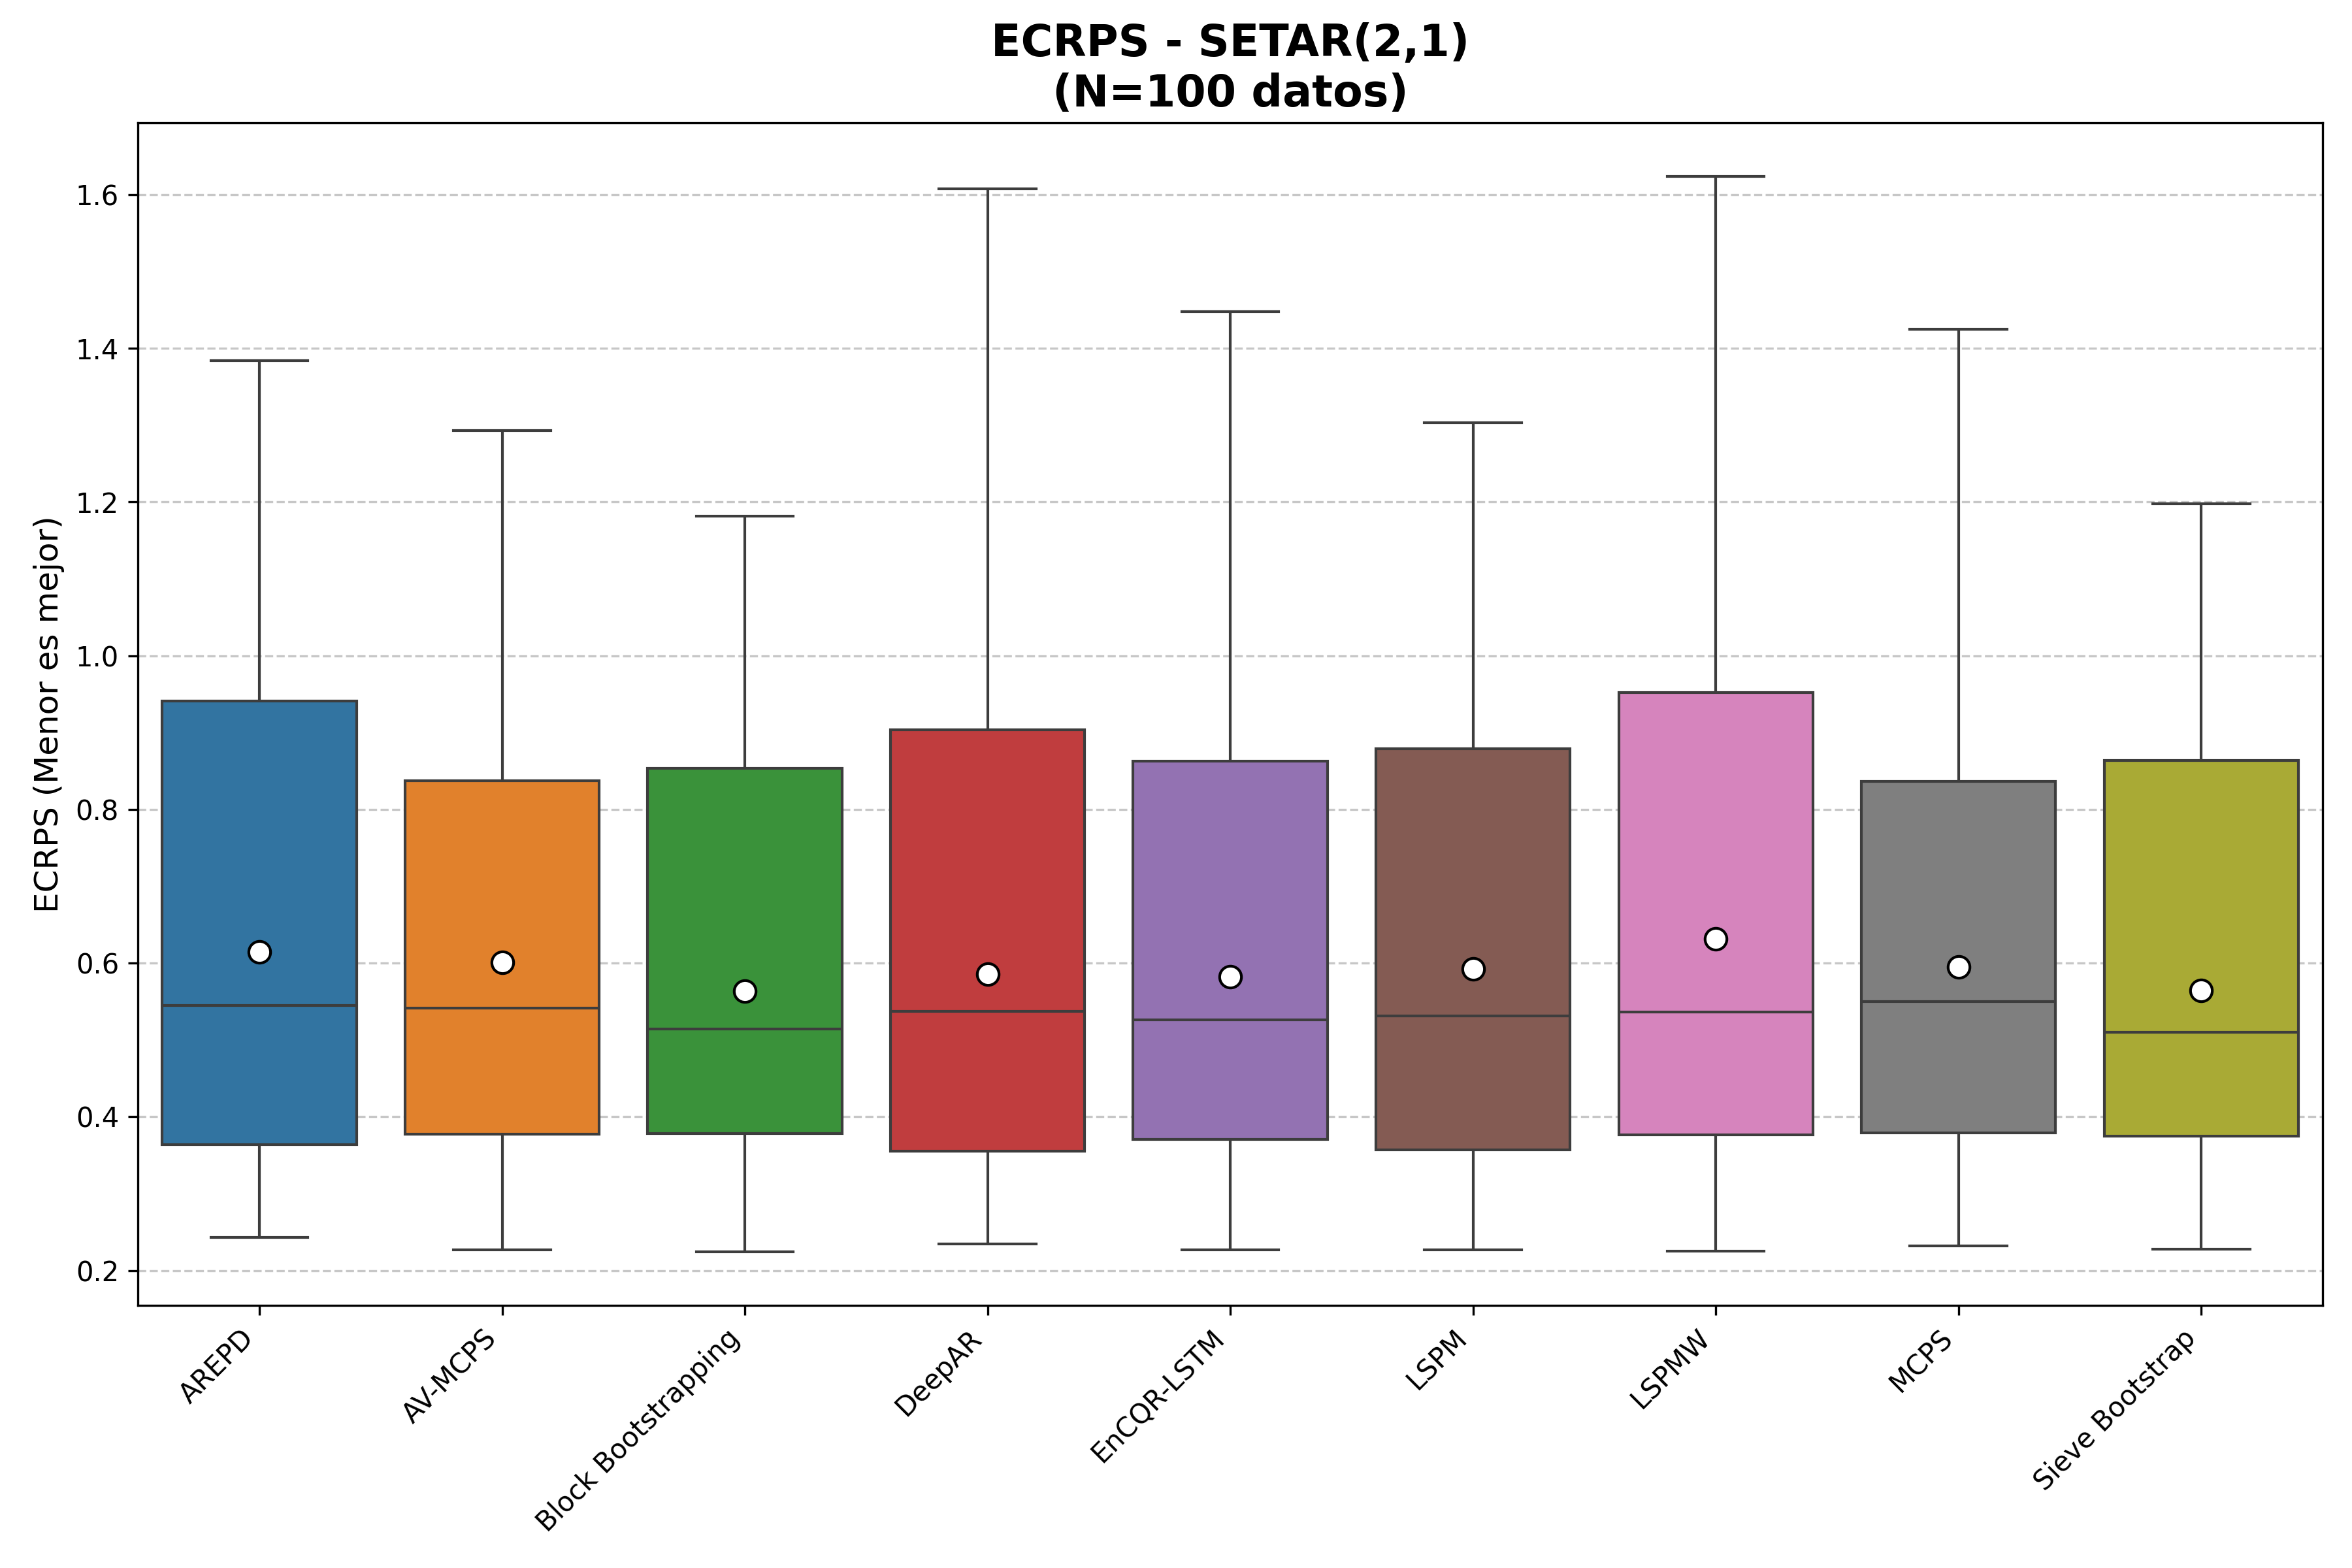 ECRPS - SETAR(2,1)
(N=100 datos)
ECRPS (Menor es mejor)
1.6
1.4
1.2
1.0
0.8
0.6
0.4
0.2
AREPD
AV-MCPS
Block Bootstrapping
DeepAR
EnCQR-LSTM
LSPM
LSPMW
MCPS
Sieve Bootstrap